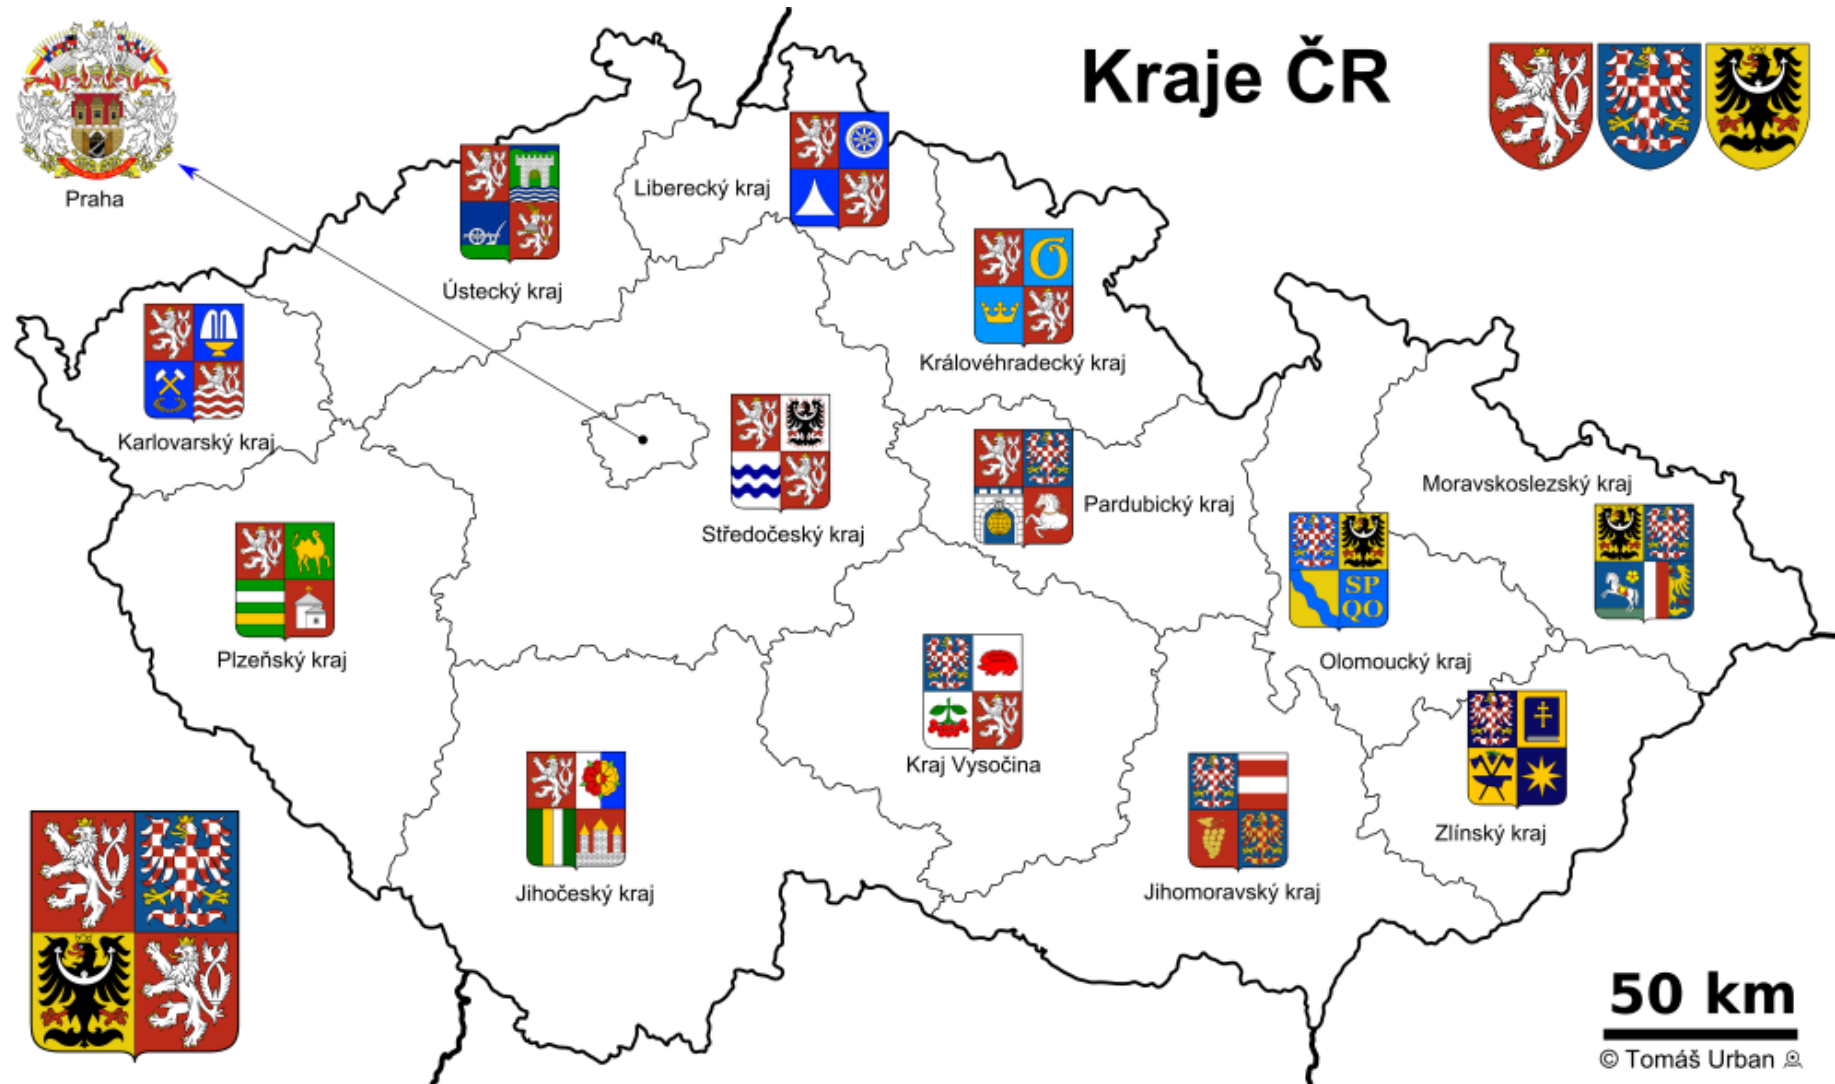 Kraje ČR
Praha
Liberecký kraj
Ústecký kraj
Královéhradecký kraj
Karlovarský kraj
Středočeský kraj
Pardubický kraj
Moravskoslezský kraj
SP
QO
Plzeňský kraj
Olomoucký kraj
Kraj Vysočina
Zlínský kraj
Jihočeský kraj
Jihomoravský kraj
50 km
© Tomáš Urban